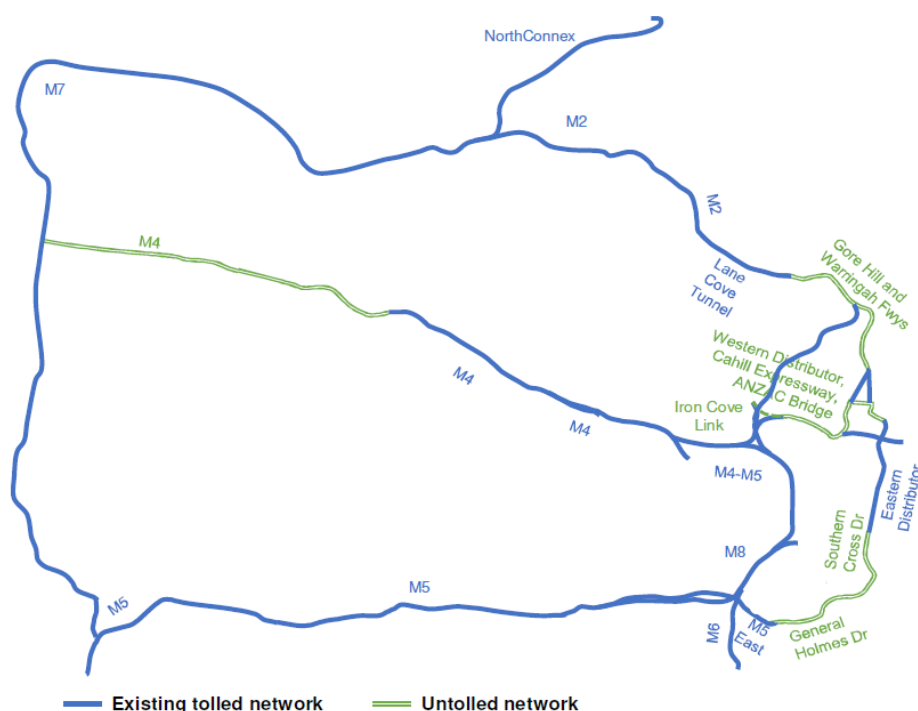 NorthConnex
M7
M2
M2
M4
Gore Hill and
Warringah Fwys
Lane
Cove
Tunnel
Western Distributor,
Cahill Expressway,
ANZAC Bridge
M4
Iron Cove
Link
M4
M4-M5
Eastern
Distributor
Southern
Cross Dr
M8
M5
M5
M6
M5
East
General
Holmes Dr
Existing tolled network
Untolled network